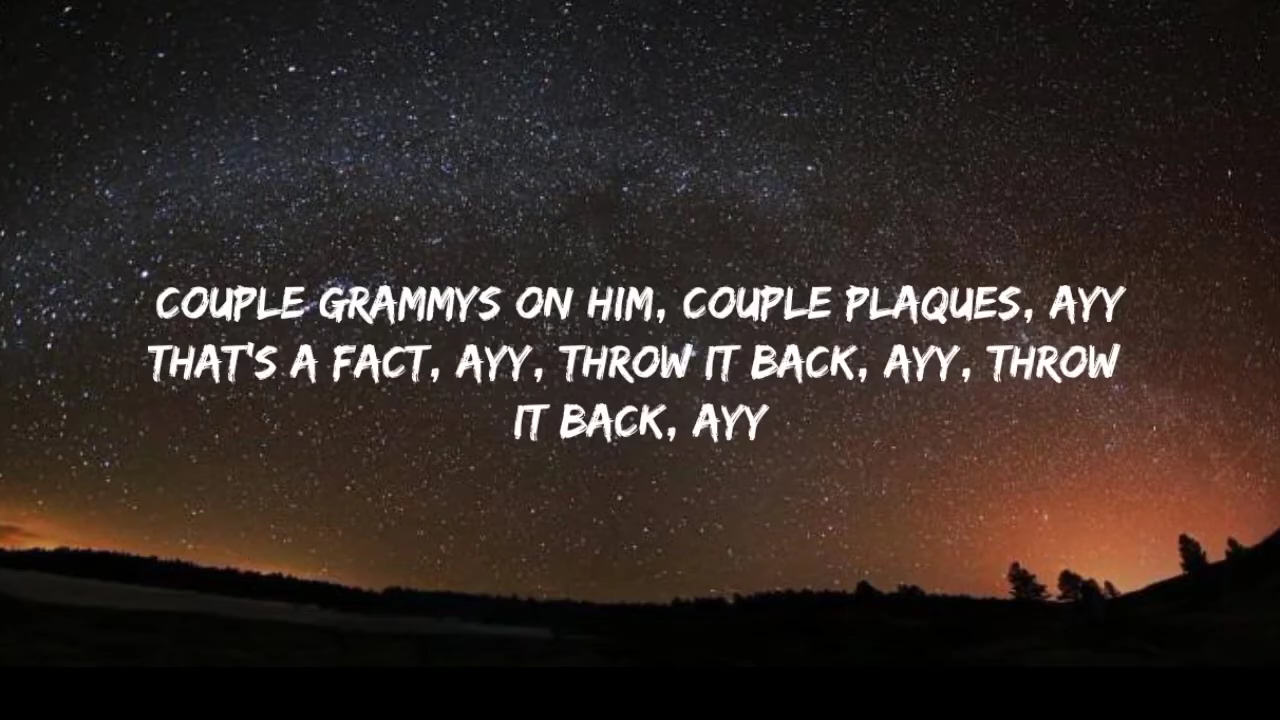 COUPLE GRAMMYS ON HIM, COUPLE PLAQUES, AYY
THAT'S A FACT, AYY, THROW IT BACK, AYY, THROW
IT BACK, AYY